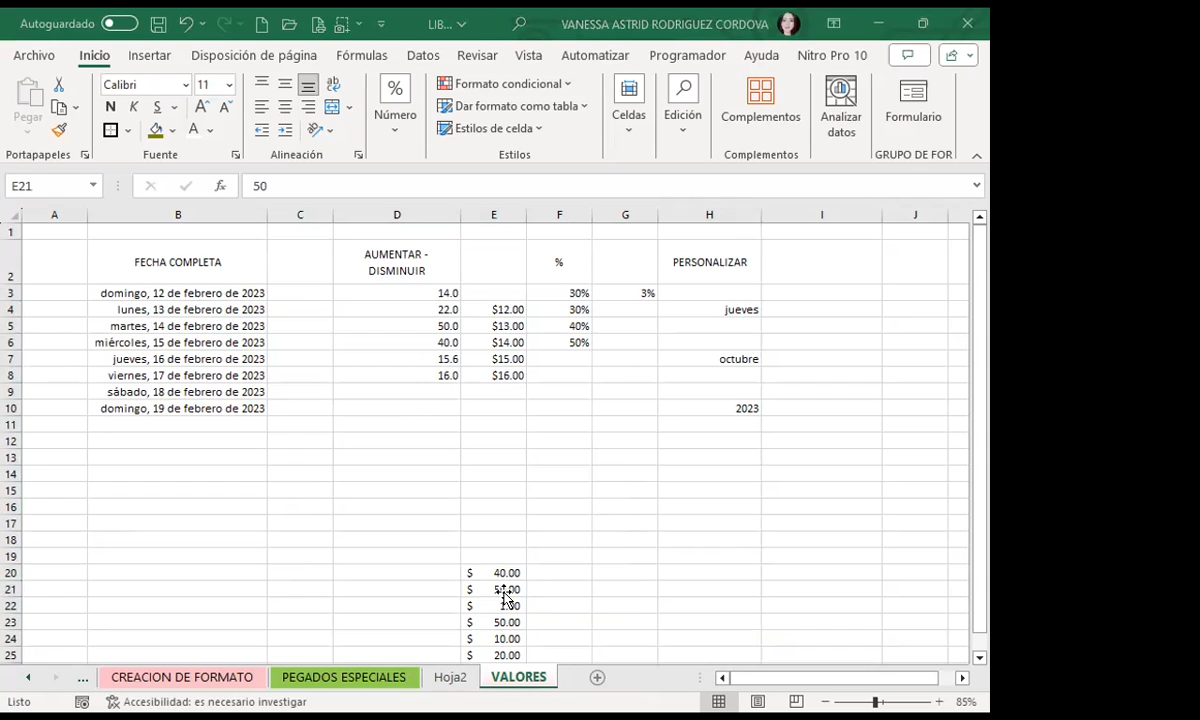 Autoguardado LIB... VANESSA ASTRID RODRIGUEZ CORDOVA
Archivo Inicio Insertar Disposición de página Fórmulas Datos Revisar Vista Automatizar Programador Ayuda Nitro Pro 10
Pegar Calibri 11 N K S A A A Número Formato condicional Dar formato como tabla Estilos de celda Celdas Edición Complementos Analizar datos Formulario
Portapapeles Fuente Alineación Estilos Complementos GRUPO DE FOR
E21 fx 50
A B C D E F G H I J
1
2 FECHA COMPLETA AUMENTAR - DISMINUIR % PERSONALIZAR
3 domingo, 12 de febrero de 2023 14.0 30% 3%
4 lunes, 13 de febrero de 2023 22.0 $12.00 30% jueves
5 martes, 14 de febrero de 2023 50.0 $13.00 40%
6 miércoles, 15 de febrero de 2023 40.0 $14.00 50%
7 jueves, 16 de febrero de 2023 15.6 $15.00 octubre
8 viernes, 17 de febrero de 2023 16.0 $16.00
9 sábado, 18 de febrero de 2023
10 domingo, 19 de febrero de 2023 2023
11
12
13
14
15
16
17
18
19
20 $ 40.00
21 $
22 $
23 $ 50.00
24 $ 10.00
25 $ 20.00
... CREACION DE FORMATO PEGADOS ESPECIALES Hoja2 VALORES
Listo Accesibilidad: es necesario investigar 85%